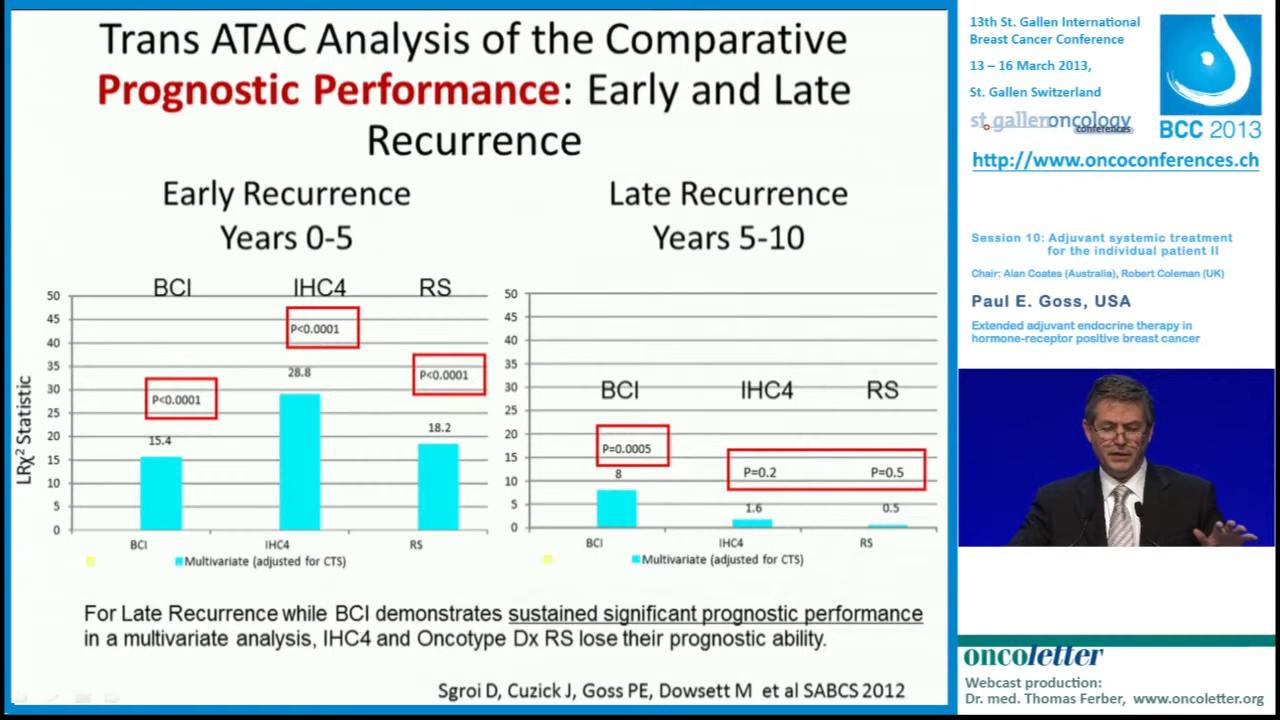 Trans ATAC Analysis of the Comparative
Prognostic Performance: Early and Late
Recurrence
Early Recurrence
Years 0-5
BCI IHC4 RS
LRχ² Statistic
50
45
40
35
30
25
20
15
10
5
0
P<0.0001
P<0.0001
P<0.0001
15.4
28.8
18.2
BCI IHC4 RS
Multivariate (adjusted for CTS)
Late Recurrence
Years 5-10
50
45
40
35
30
25
20
15
10
5
0
BCI IHC4 RS
P=0.0005
P=0.2 P=0.5
8
1.6
0.5
BCI IHC4 RS
Multivariate (adjusted for CTS)
For Late Recurrence while BCI demonstrates sustained significant prognostic performance
in a multivariate analysis, IHC4 and Oncotype Dx RS lose their prognostic ability.
Sgroi D, Cuzick J, Goss PE, Dowsett M et al SABCS 2012
13th St. Gallen International
Breast Cancer Conference
13 – 16 March 2013,
St. Gallen Switzerland
st.gallen oncology
conferences
BCC 2013
http://www.oncoconferences.ch
Session 10: Adjuvant systemic treatment
for the individual patient II
Chair: Alan Coates (Australia), Robert Coleman (UK)
Paul E. Goss, USA
Extended adjuvant endocrine therapy in
hormone-receptor positive breast cancer
oncoletter
Webcast production:
Dr. med. Thomas Ferber, www.oncoletter.org